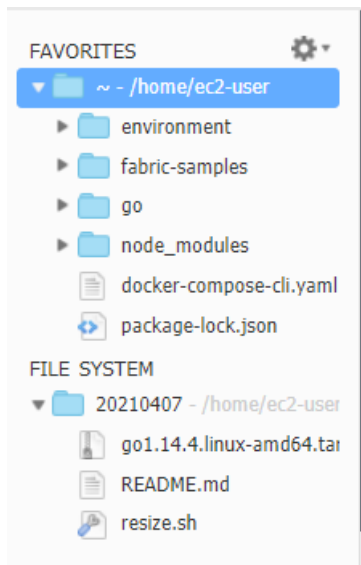 FAVORITES
~ - /home/ec2-user
environment
fabric-samples
go
node_modules
docker-compose-cli.yaml
package-lock.json
FILE SYSTEM
20210407 - /home/ec2-user
go1.14.4.linux-amd64.tar
README.md
resize.sh